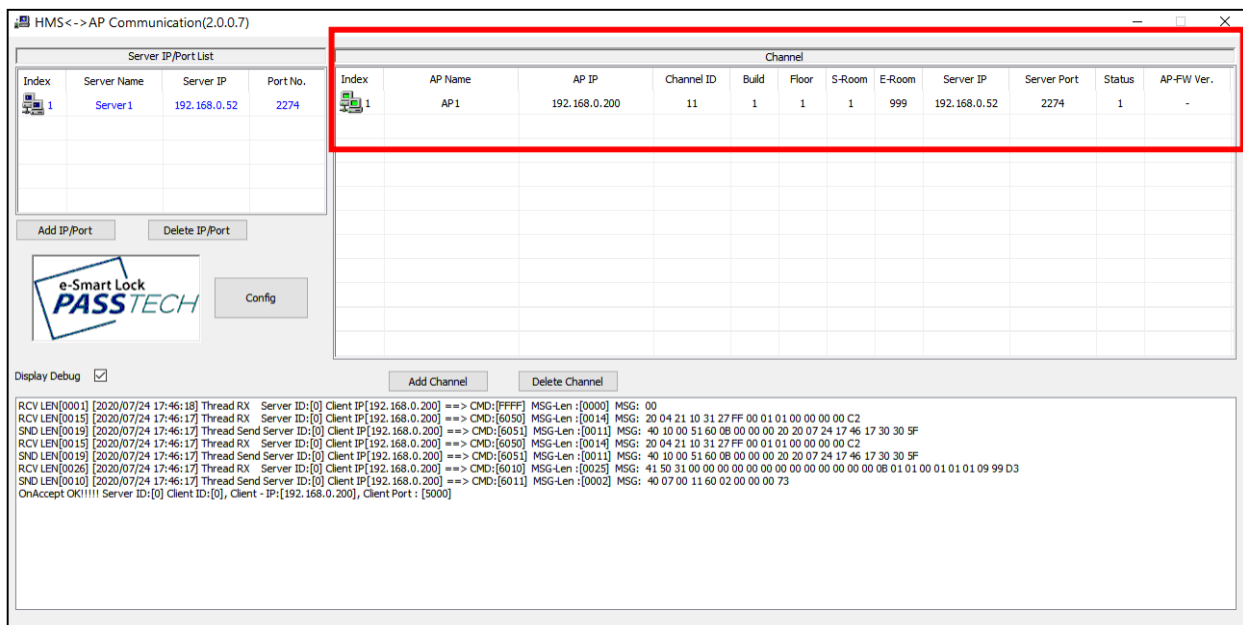 HMS<->AP Communication(2.0.0.7)
Server IP/Port List
Index Server Name Server IP Port No.
1 Server1 192.168.0.52 2274
Channel
Index AP Name AP IP Channel ID Build Floor S-Room E-Room Server IP Server Port Status AP-FW Ver.
1 AP1 192.168.0.200 11 1 1 1 999 192.168.0.52 2274 1 -
Add IP/Port Delete IP/Port
e-Smart Lock
PASSTECH
Config
Display Debug
Add Channel Delete Channel
RCV LEN[0001] [2020/07/24 17:46:18] Thread RX Server ID:[0] Client IP[192.168.0.200] ==> CMD:[FFFF] MSG-Len :[0000] MSG: 00
RCV LEN[0015] [2020/07/24 17:46:17] Thread RX Server ID:[0] Client IP[192.168.0.200] ==> CMD:[6050] MSG-Len :[0014] MSG: 20 04 21 10 31 27 FF 00 01 01 00 00 00 00 C2
SND LEN[0019] [2020/07/24 17:46:17] Thread Send Server ID:[0] Client IP[192.168.0.200] ==> CMD:[6051] MSG-Len :[0011] MSG: 40 10 00 51 60 0B 00 00 00 20 20 07 24 17 46 17 30 30 5F
RCV LEN[0015] [2020/07/24 17:46:17] Thread RX Server ID:[0] Client IP[192.168.0.200] ==> CMD:[6050] MSG-Len :[0014] MSG: 20 04 21 10 31 27 FF 00 01 01 00 00 00 00 C2
SND LEN[0019] [2020/07/24 17:46:17] Thread Send Server ID:[0] Client IP[192.168.0.200] ==> CMD:[6051] MSG-Len :[0011] MSG: 40 10 00 51 60 0B 00 00 00 20 20 07 24 17 46 17 30 30 5F
RCV LEN[0026] [2020/07/24 17:46:17] Thread RX Server ID:[0] Client IP[192.168.0.200] ==> CMD:[6010] MSG-Len :[0025] MSG: 41 50 31 00 00 00 00 00 00 00 00 00 00 00 00 00 0B 01 01 00 01 01 01 09 99 D3
SND LEN[0010] [2020/07/24 17:46:17] Thread Send Server ID:[0] Client IP[192.168.0.200] ==> CMD:[6011] MSG-Len :[0002] MSG: 40 07 00 11 60 02 00 00 00 73
OnAccept OK!!!!! Server ID:[0] Client ID:[0], Client - IP:[192.168.0.200], Client Port : [5000]